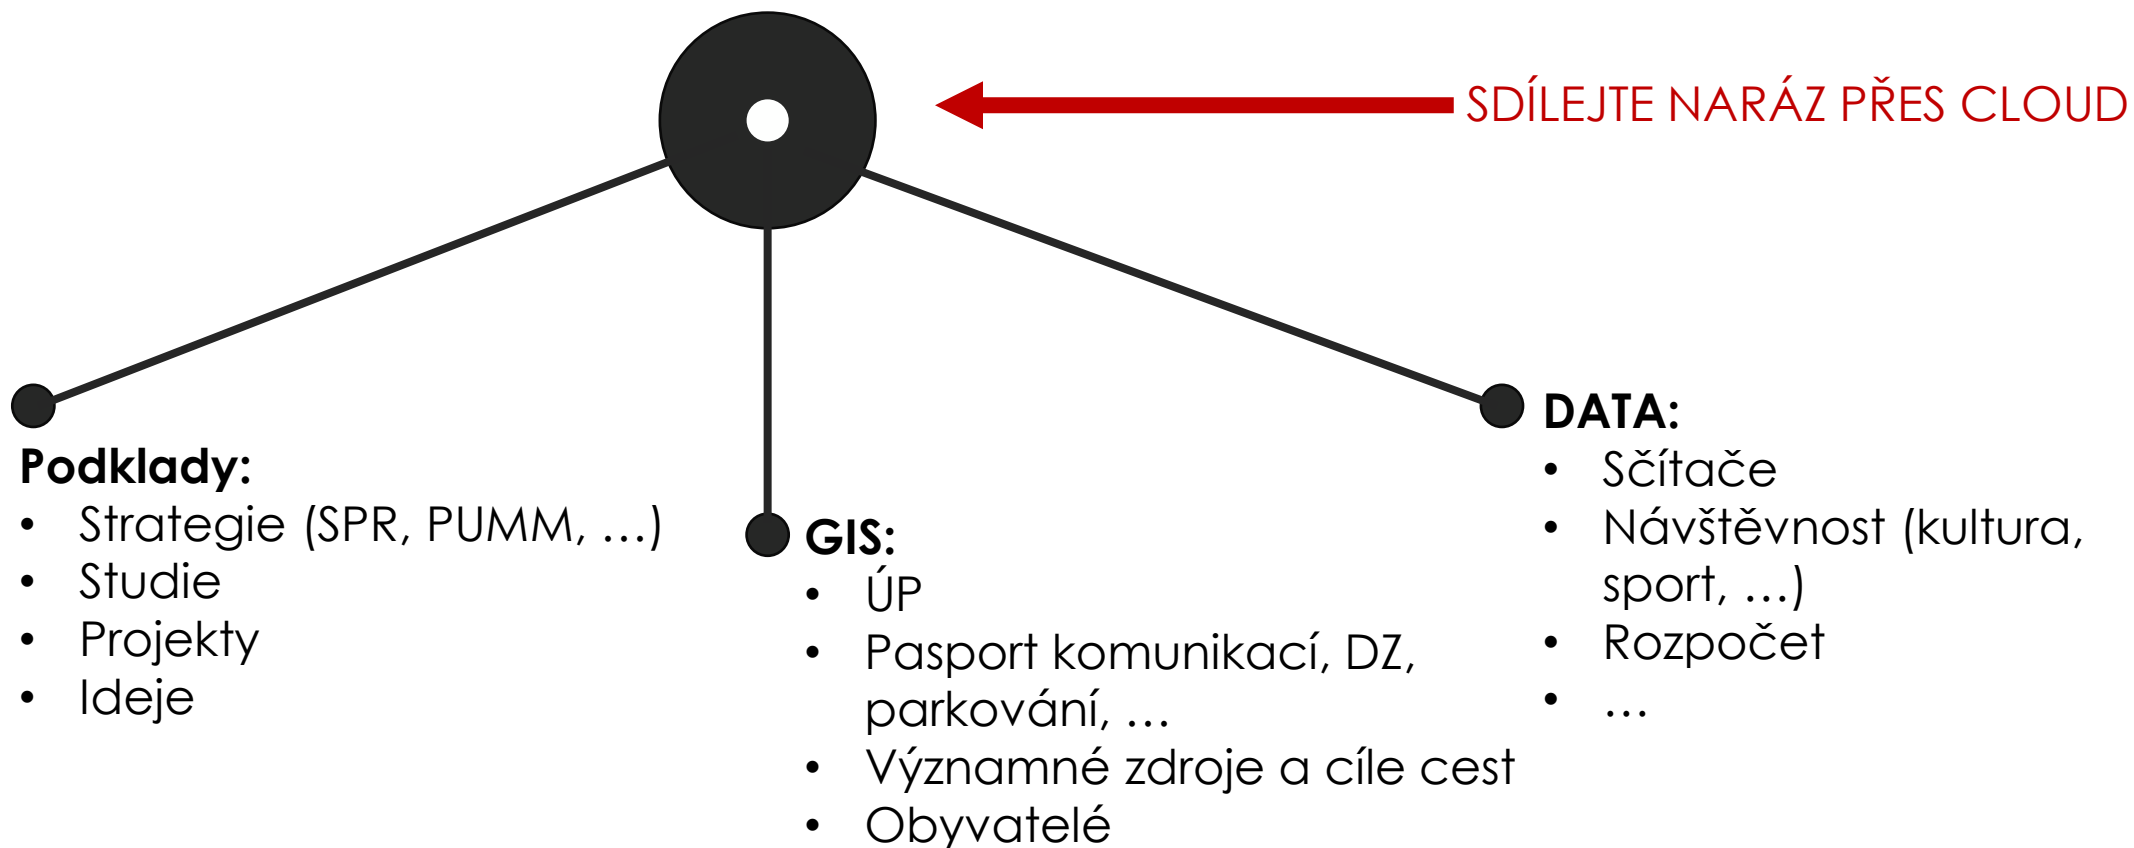 SDÍLEJTE NARÁZ PŘES CLOUD
Podklady:
• Strategie (SPR, PUMM, …)
• Studie
• Projekty
• Ideje
GIS:
• ÚP
• Pasport komunikací, DZ,
parkování, …
• Významné zdroje a cíle cest
• Obyvatelé
DATA:
• Sčítače
• Návštěvnost (kultura,
sport, …)
• Rozpočet
• …